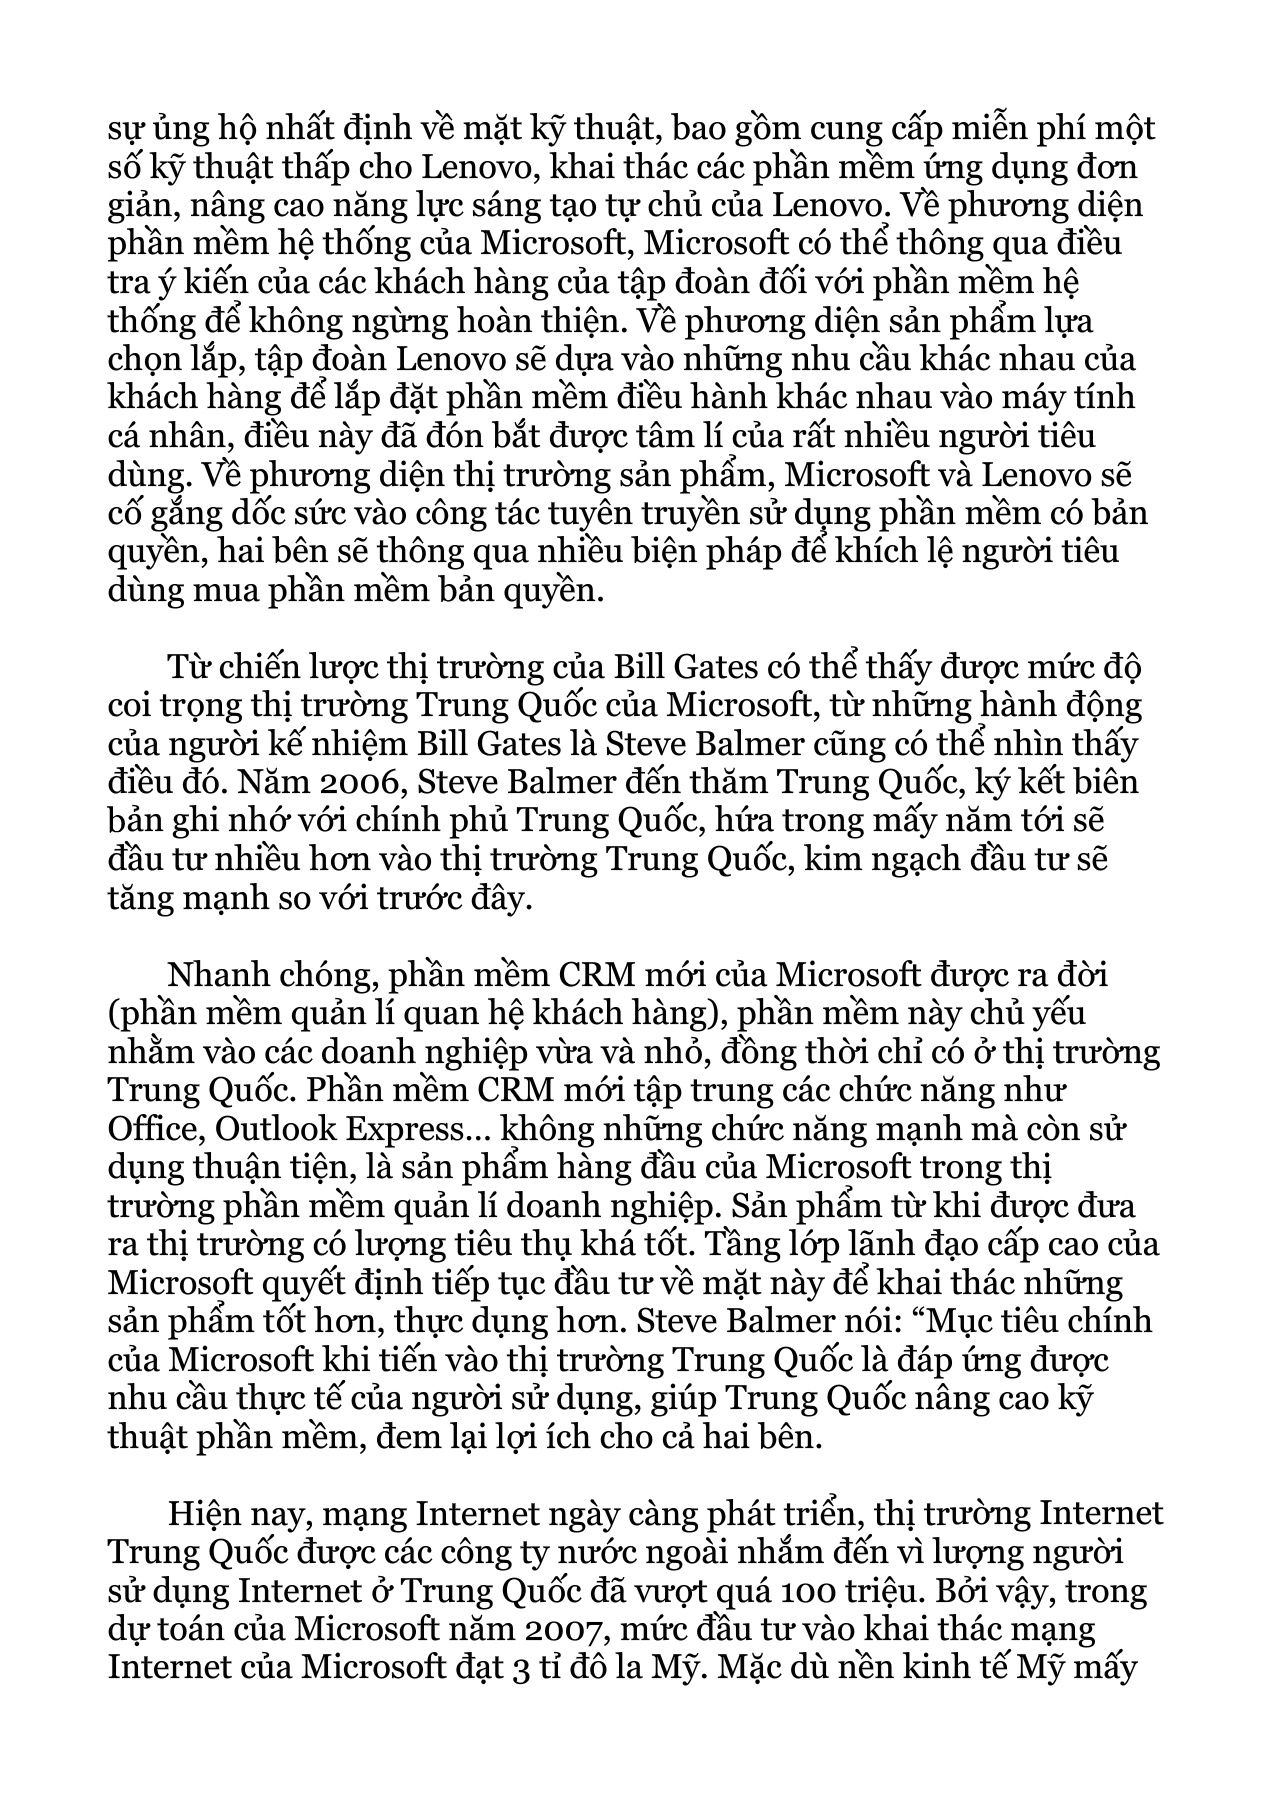 sự ủng hộ nhất định về mặt kỹ thuật, bao gồm cung cấp miễn phí một
số kỹ thuật thấp cho Lenovo, khai thác các phần mềm ứng dụng đơn
giản, nâng cao năng lực sáng tạo tự chủ của Lenovo. Về phương diện
phần mềm hệ thống của Microsoft, Microsoft có thể thông qua điều
tra ý kiến của các khách hàng của tập đoàn đối với phần mềm hệ
thống để không ngừng hoàn thiện. Về phương diện sản phẩm lựa
chọn lắp, tập đoàn Lenovo sẽ dựa vào những nhu cầu khác nhau của
khách hàng để lắp đặt phần mềm điều hành khác nhau vào máy tính
cá nhân, điều này đã đón bắt được tâm lí của rất nhiều người tiêu
dùng. Về phương diện thị trường sản phẩm, Microsoft và Lenovo sẽ
cố gắng dốc sức vào công tác tuyên truyền sử dụng phần mềm có bản
quyền, hai bên sẽ thông qua nhiều biện pháp để khích lệ người tiêu
dùng mua phần mềm bản quyền.
Từ chiến lược thị trường của Bill Gates có thể thấy được mức độ
coi trọng thị trường Trung Quốc của Microsoft, từ những hành động
của người kế nhiệm Bill Gates là Steve Balmer cũng có thể nhìn thấy
điều đó. Năm 2006, Steve Balmer đến thăm Trung Quốc, ký kết biên
bản ghi nhớ với chính phủ Trung Quốc, hứa trong mấy năm tới sẽ
đầu tư nhiều hơn vào thị trường Trung Quốc, kim ngạch đầu tư sẽ
tăng mạnh so với trước đây.
Nhanh chóng, phần mềm CRM mới của Microsoft được ra đời
(phần mềm quản lí quan hệ khách hàng), phần mềm này chủ yếu
nhằm vào các doanh nghiệp vừa và nhỏ, đồng thời chỉ có ở thị trường
Trung Quốc. Phần mềm CRM mới tập trung các chức năng như
Office, Outlook Express... không những chức năng mạnh mà còn sử
dụng thuận tiện, là sản phẩm hàng đầu của Microsoft trong thị
trường phần mềm quản lí doanh nghiệp. Sản phẩm từ khi được đưa
ra thị trường có lượng tiêu thụ khá tốt. Tầng lớp lãnh đạo cấp cao của
Microsoft quyết định tiếp tục đầu tư về mặt này để khai thác những
sản phẩm tốt hơn, thực dụng hơn. Steve Balmer nói: “Mục tiêu chính
của Microsoft khi tiến vào thị trường Trung Quốc là đáp ứng được
nhu cầu thực tế của người sử dụng, giúp Trung Quốc nâng cao kỹ
thuật phần mềm, đem lại lợi ích cho cả hai bên.
Hiện nay, mạng Internet ngày càng phát triển, thị trường Internet
Trung Quốc được các công ty nước ngoài nhắm đến vì lượng người
sử dụng Internet ở Trung Quốc đã vượt quá 100 triệu. Bởi vậy, trong
dự toán của Microsoft năm 2007, mức đầu tư vào khai thác mạng
Internet của Microsoft đạt 3 tỉ đô la Mỹ. Mặc dù nền kinh tế Mỹ mấy